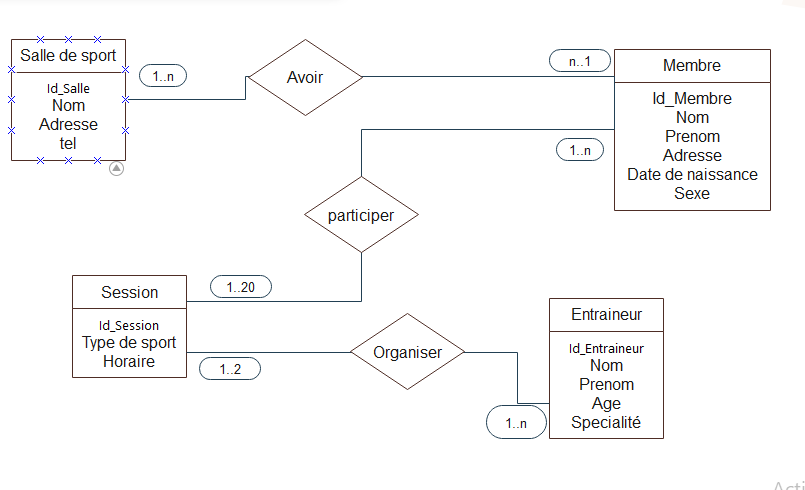 Salle de sport
Id_Salle
Nom
Adresse
tel
1..n
Avoir
n..1
Membre
Id_Membre
Nom
Prenom
Adresse
Date de naissance
Sexe
1..n
participer
Session
Id_Session
Type de sport
Horaire
1..20
1..2
Organiser
1..n
Entraineur
Id_Entraineur
Nom
Prenom
Age
Specialité